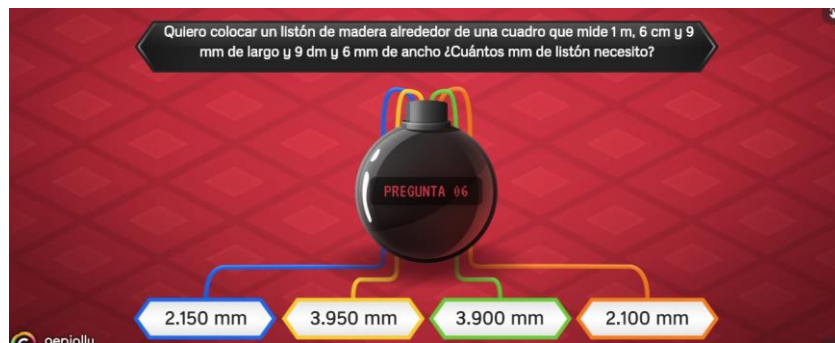 Quiero colocar un listón de madera alrededor de una cuadro que mide 1 m, 6 cm y 9
mm de largo y 9 dm y 6 mm de ancho ¿Cuántos mm de listón necesito?
PREGUNTA 06
2.150 mm
3.950 mm
3.900 mm
2.100 mm
genially